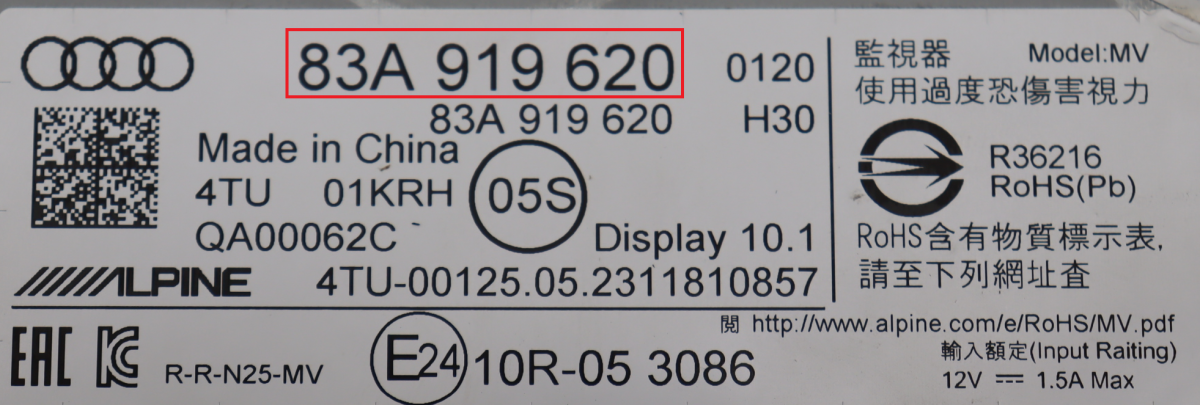 83A 919 620 0120
83A 919 620 H30
Made in China
4TU 01KRH 05S
QA00062C Display 10.1
ALPINE 4TU-00125.05.2311810857
監視器 Model:MV
使用過度恐傷害視力
R36216
RoHS(Pb)
RoHS含有物質標示表,
請至下列網址查
閱 http://www.alpine.com/e/RoHS/MV.pdf
輸入額定(Input Raiting)
12V ⎓ 1.5A Max
EAC KC R-R-N25-MV E24 10R-05 3086